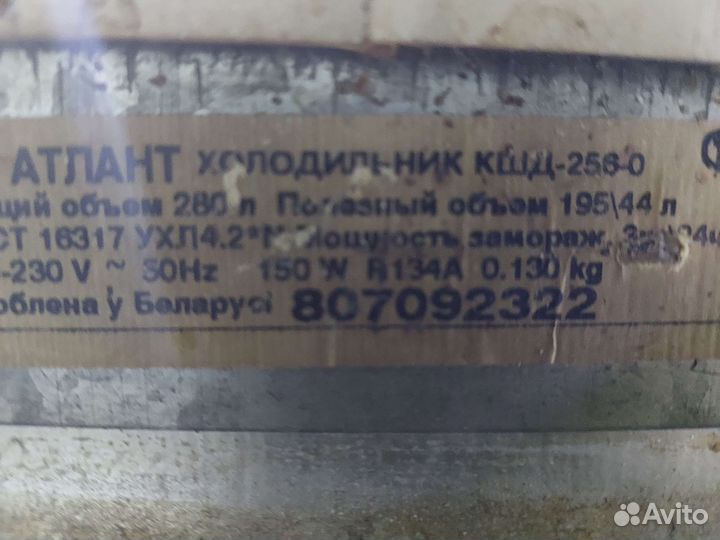 АТЛАНТ ХОЛОДИЛЬНИК КШД-256-0
щий объем 280 л Полезный объем 195\44 л
СТ 16317 УХЛ4.2*N Мощность замораж.
-230 V ~ 50Hz 150 W R134A 0.130 kg
облена у Беларусі 807092322
Avito